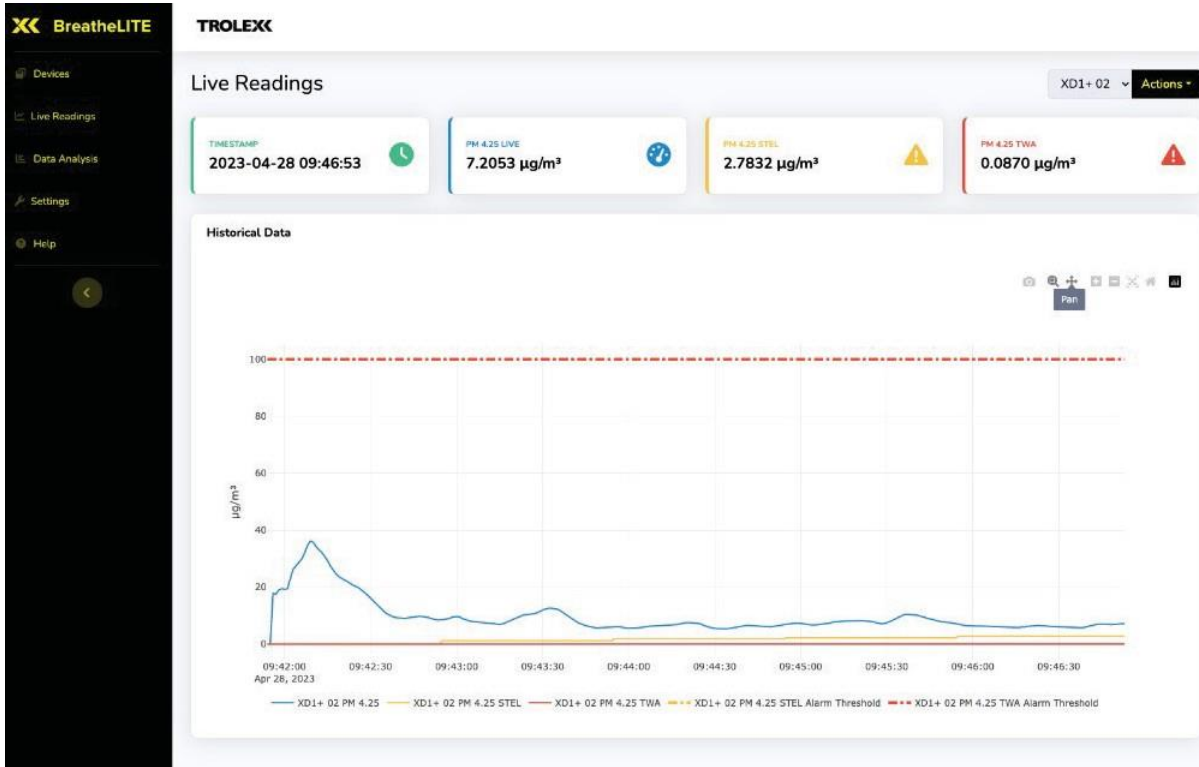 BreatheLITE
TROLEX
Devices
Live Readings
Data Analysis
Settings
Help
Live Readings
XD1+ 02
Actions
TIMESTAMP
2023-04-28 09:46:53
PM 4.25 LIVE
7.2053 µg/m³
PM 4.25 STEL
2.7832 µg/m³
PM 4.25 TWA
0.0870 µg/m³
Historical Data
Pan
100
80
60
40
20
0
µg/m³
09:42:00 09:42:30 09:43:00 09:43:30 09:44:00 09:44:30 09:45:00 09:45:30 09:46:00 09:46:30
Apr 28, 2023
XD1+ 02 PM 4.25 XD1+ 02 PM 4.25 STEL XD1+ 02 PM 4.25 TWA XD1+ 02 PM 4.25 STEL Alarm Threshold XD1+ 02 PM 4.25 TWA Alarm Threshold